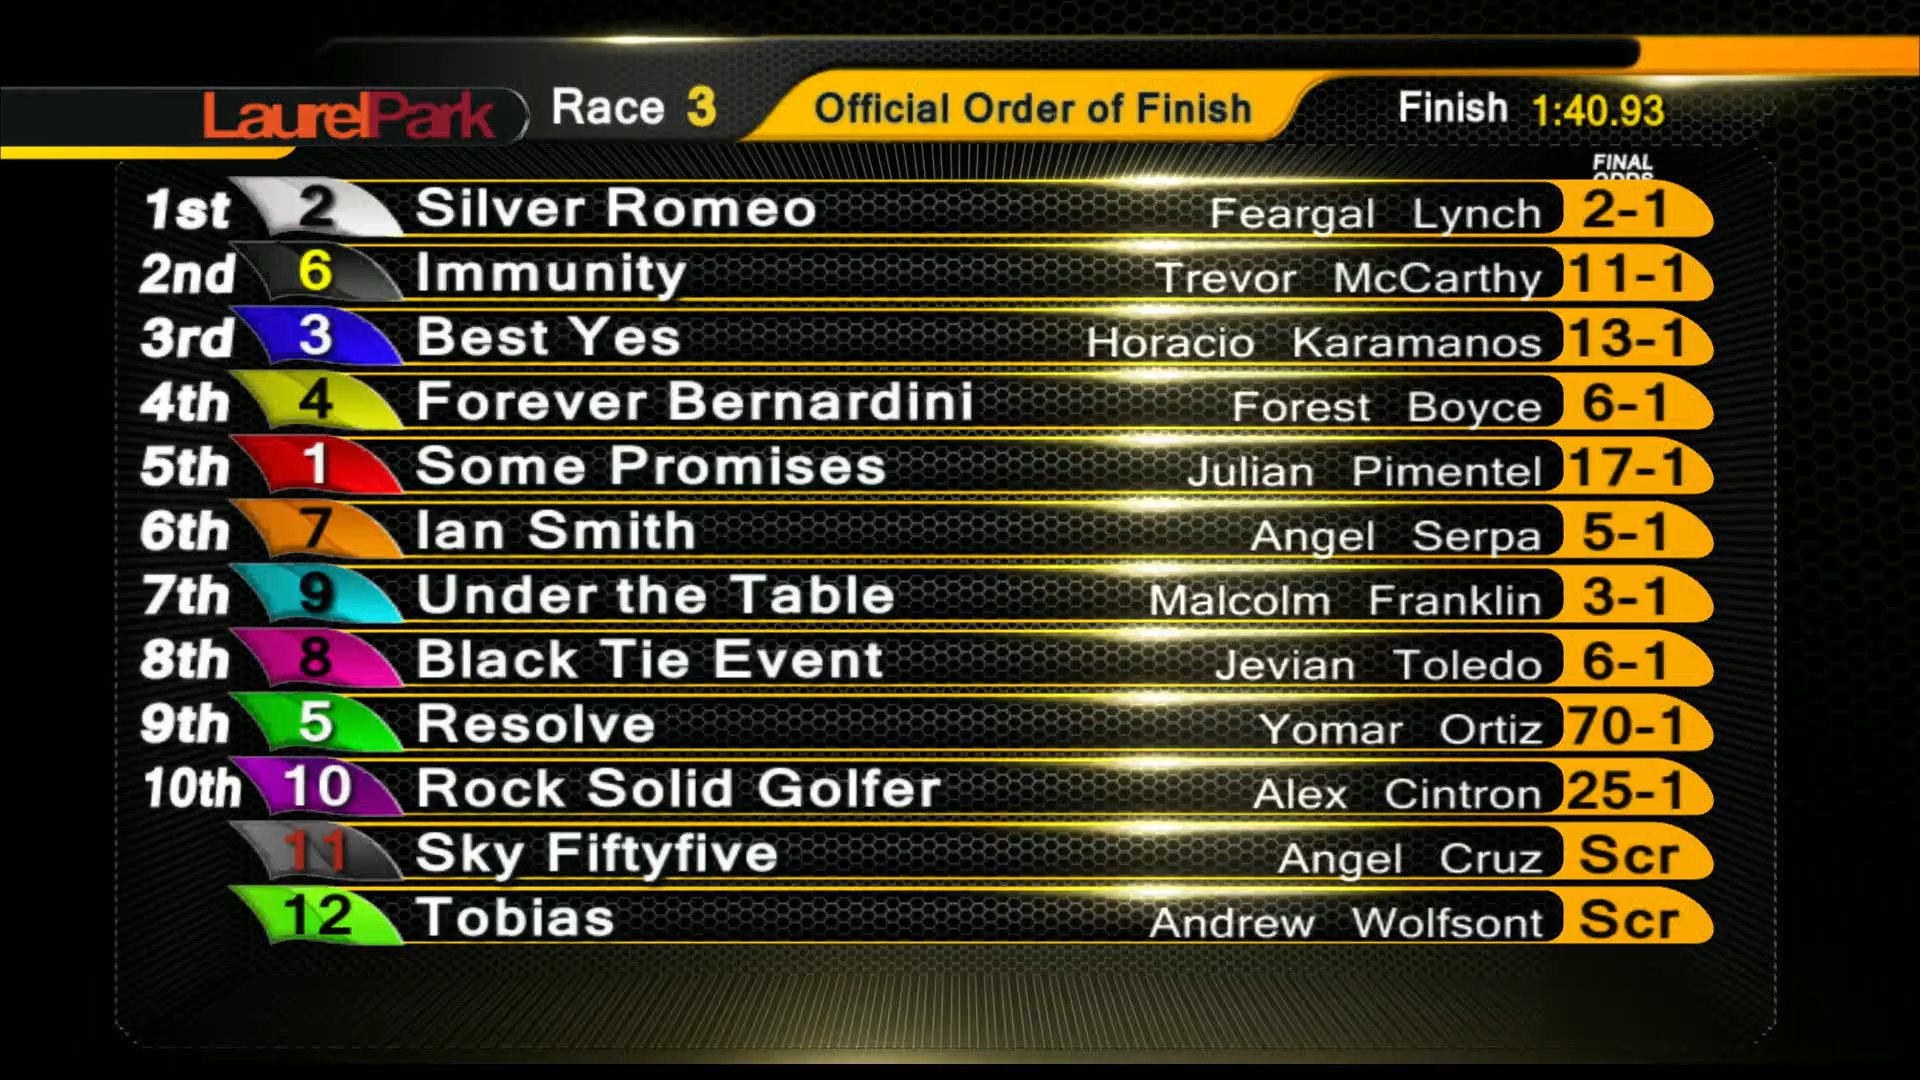 LaurelPark Race 3 Official Order of Finish Finish 1:40.93
FINAL ODDS
1st 2 Silver Romeo Feargal Lynch 2-1
2nd 6 Immunity Trevor McCarthy 11-1
3rd 3 Best Yes Horacio Karamanos 13-1
4th 4 Forever Bernardini Forest Boyce 6-1
5th 1 Some Promises Julian Pimentel 17-1
6th 7 Ian Smith Angel Serpa 5-1
7th 9 Under the Table Malcolm Franklin 3-1
8th 8 Black Tie Event Jevian Toledo 6-1
9th 5 Resolve Yomar Ortiz 70-1
10th 10 Rock Solid Golfer Alex Cintron 25-1
11 Sky Fiftyfive Angel Cruz Scr
12 Tobias Andrew Wolfsont Scr